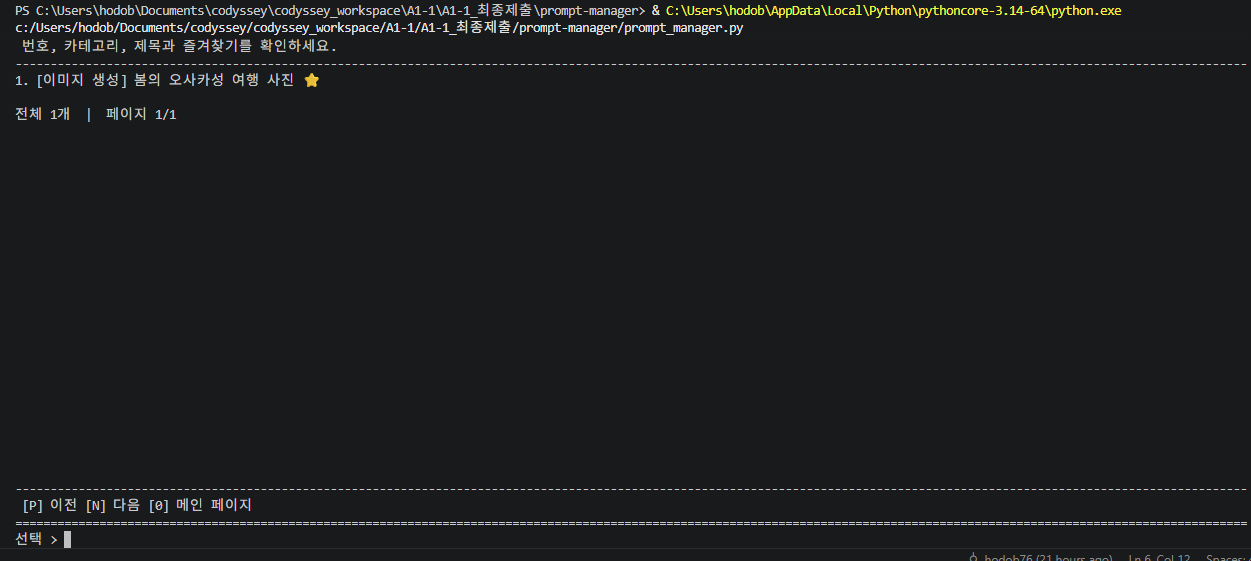 PS C:\Users\hodob\Documents\codyssey\codyssey_workspace\A1-1\A1-1_최종제출\prompt-manager> & C:\Users\hodob\AppData\Local\Python\pythoncore-3.14-64\python.exe
c:/Users/hodob/Documents/codyssey/codyssey_workspace/A1-1/A1-1_최종제출/prompt-manager/prompt_manager.py
번호, 카테고리, 제목과 즐겨찾기를 확인하세요.
1. [이미지 생성] 봄의 오사카성 여행 사진 ⭐
전체 1개 | 페이지 1/1
[P] 이전 [N] 다음 [0] 메인 페이지
선택 >
hodob76 (21 hours ago) Ln 6, Col 12 Spaces: